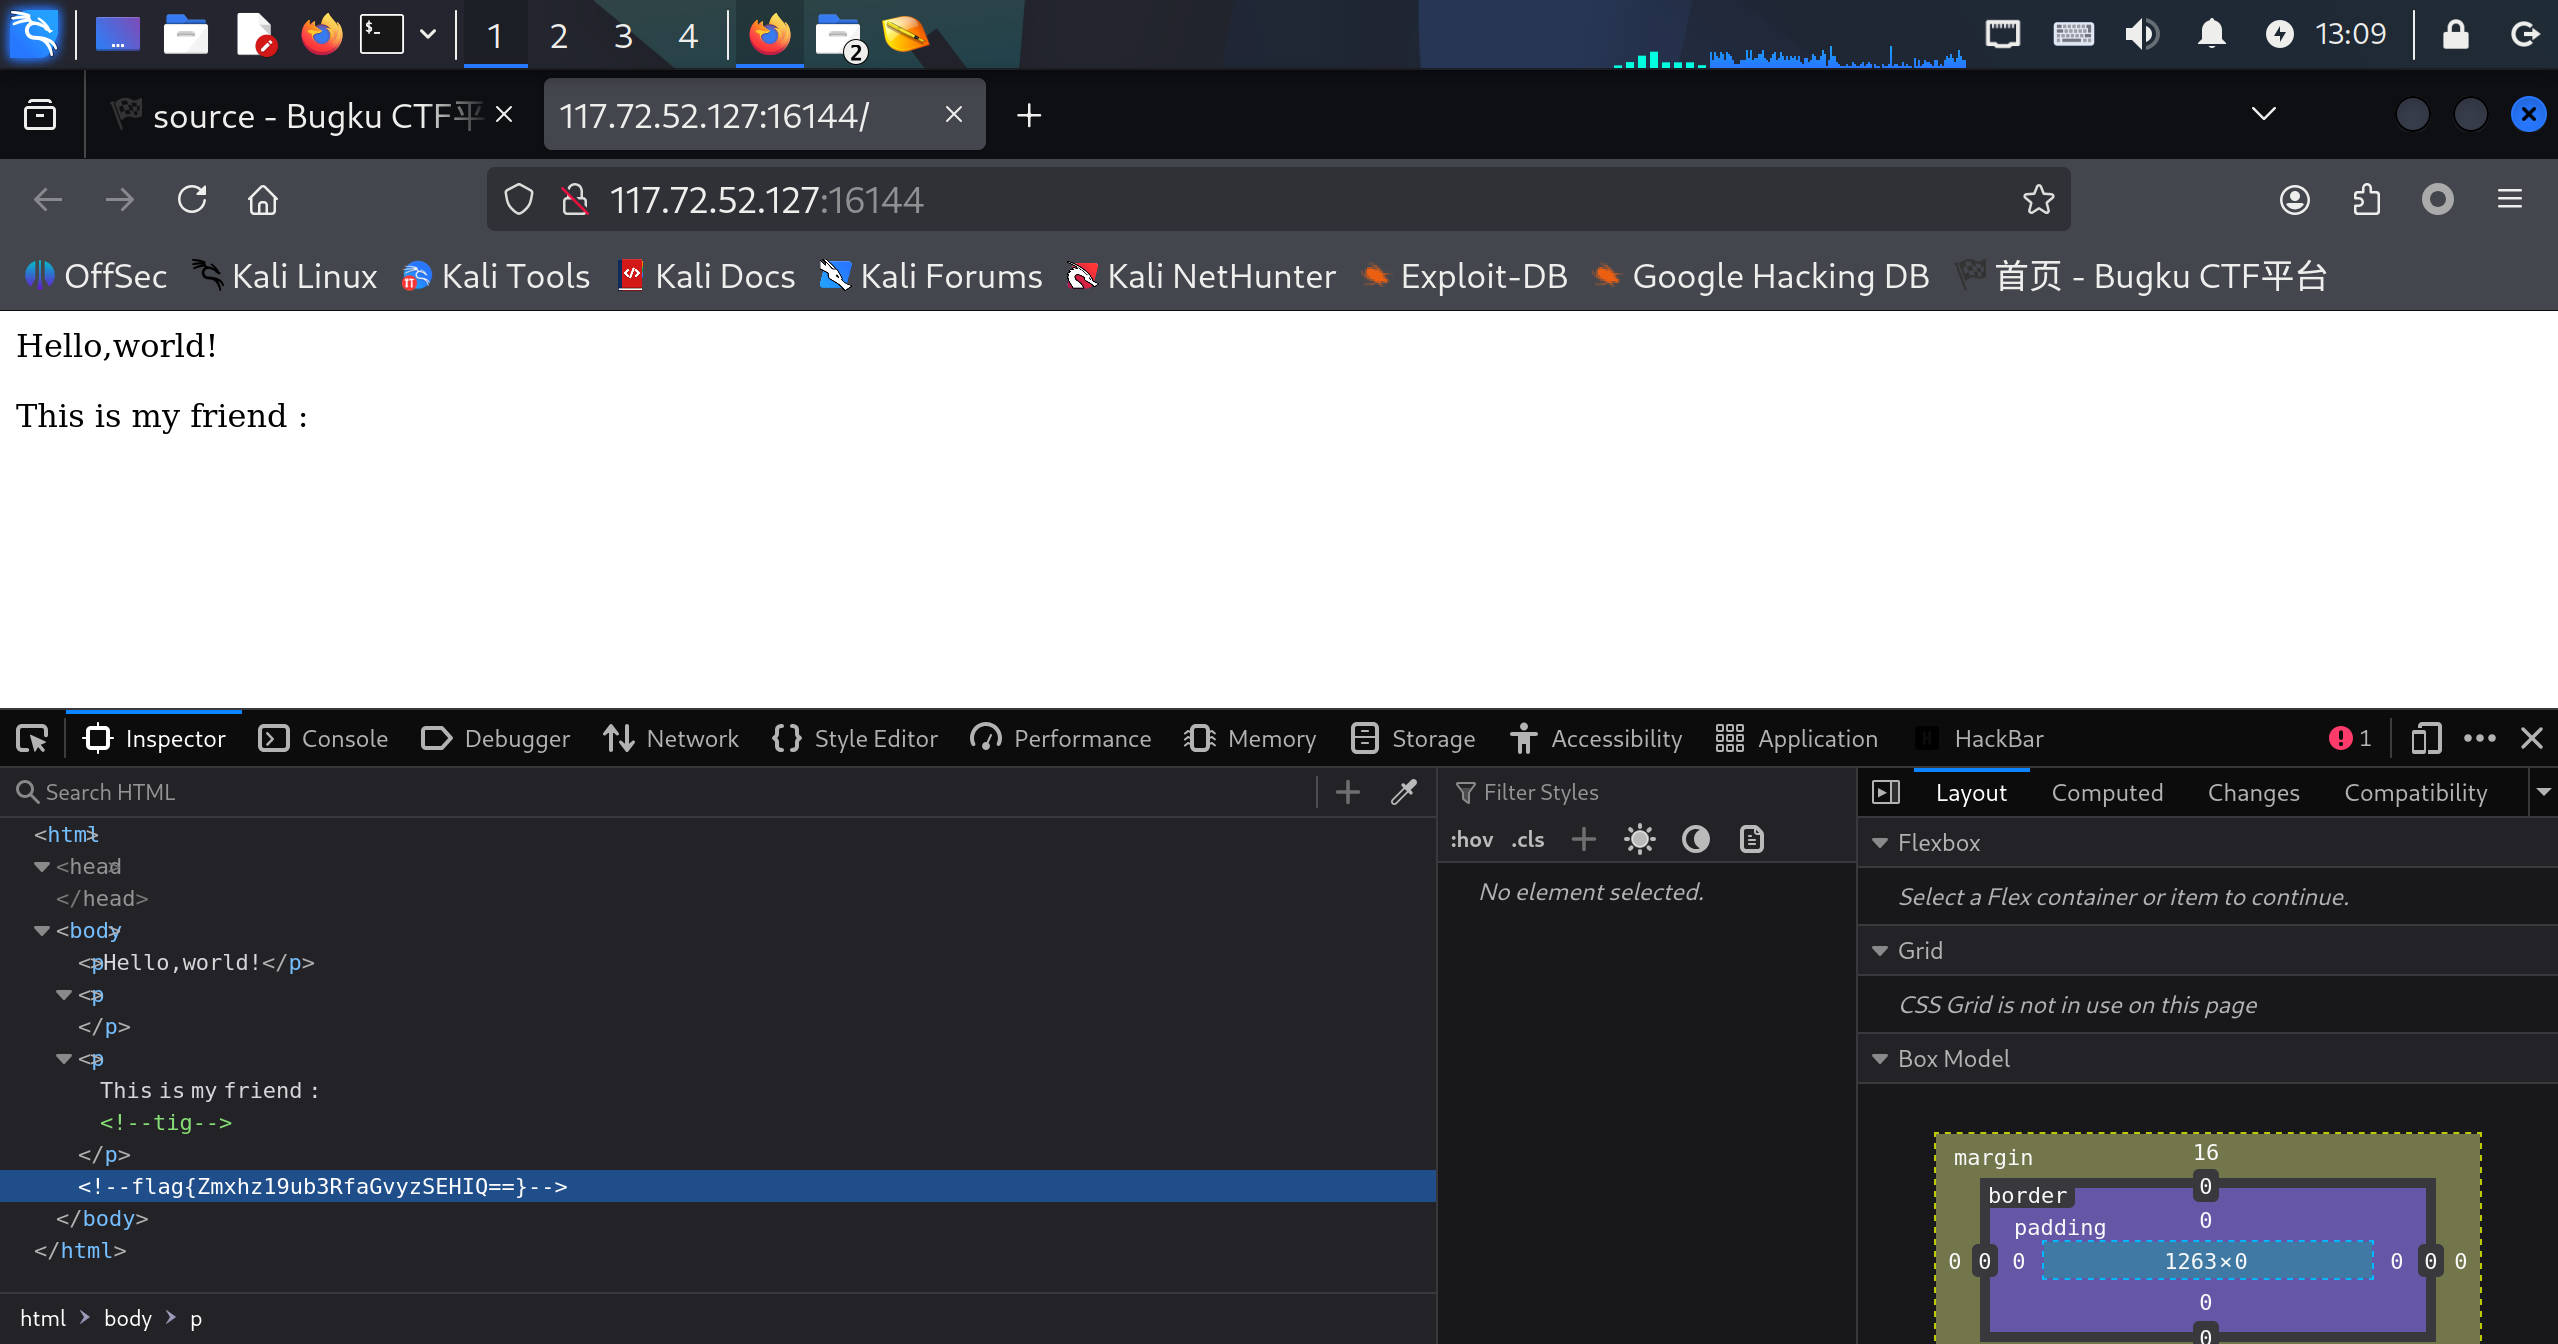 1 2 3 4 2 13:09
source - Bugku CTF平
117.72.52.127:16144/
117.72.52.127:16144
OffSec Kali Linux Kali Tools Kali Docs Kali Forums Kali NetHunter Exploit-DB Google Hacking DB 首页 - Bugku CTF平台
Hello,world!
This is my friend :
Inspector Console Debugger Network Style Editor Performance Memory Storage Accessibility Application HackBar 1
Search HTML
Filter Styles
Layout Computed Changes Compatibility
:hov .cls
No element selected.
<html>
<head>
</head>
<body>
<p>Hello,world!</p>
<p>
</p>
<p>
This is my friend :
<!--tig-->
</p>
<!--flag{Zmxhz19ub3RfaGvyzSEHIQ==}-->
</body>
</html>
html body p
Flexbox
Select a Flex container or item to continue.
Grid
CSS Grid is not in use on this page
Box Model
margin 16
border 0
padding 0
0 0 0 1263×0 0 0 0
0
0